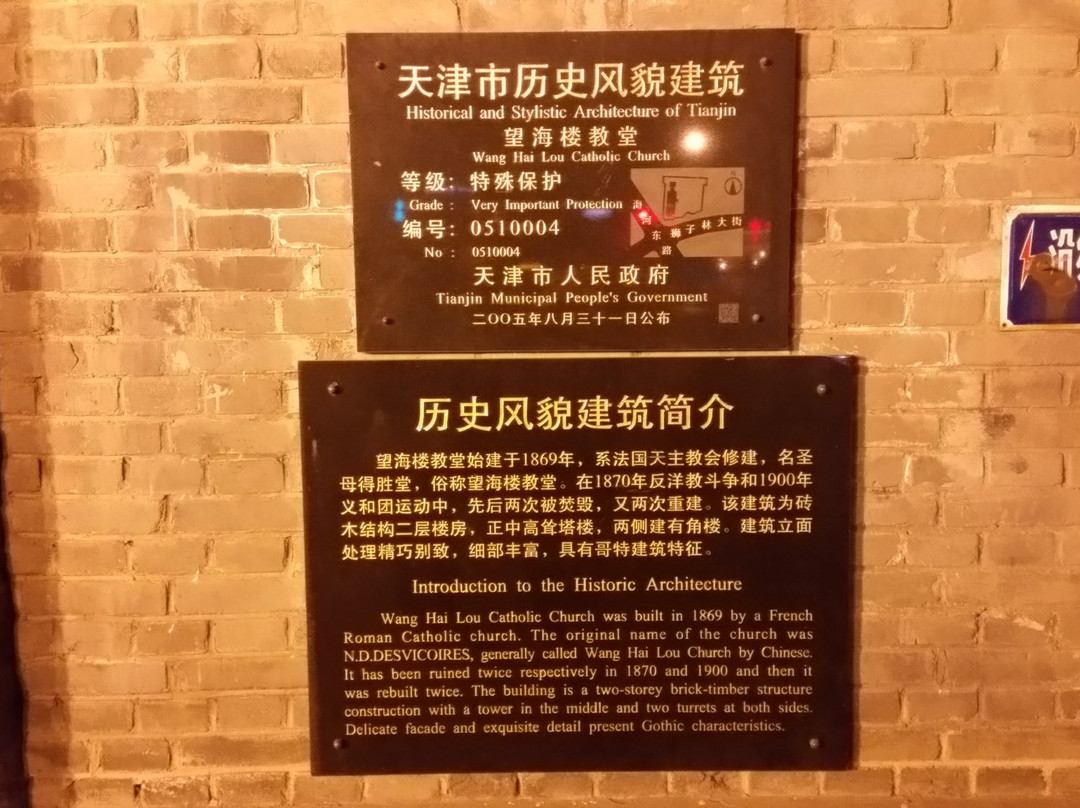 天津市历史风貌建筑
Historical and Stylistic Architecture of Tianjin
望海楼教堂
Wang Hai Lou Catholic Church
等级：特殊保护
Grade : Very Important Protection
编号：0510004
No : 0510004
海
河
东
路
狮子林大街
天津市人民政府
Tianjin Municipal People's Government
二〇〇五年八月三十一日公布
历史风貌建筑简介
望海楼教堂始建于1869年，系法国天主教会修建，名圣
母得胜堂，俗称望海楼教堂。在1870年反洋教斗争和1900年
义和团运动中，先后两次被焚毁，又两次重建。该建筑为砖
木结构二层楼房，正中高耸塔楼，两侧建有角楼。建筑立面
处理精巧别致，细部丰富，具有哥特建筑特征。
Introduction to the Historic Architecture
Wang Hai Lou Catholic Church was built in 1869 by a French
Roman Catholic church. The original name of the church was
N.D.DESVICOIRES, generally called Wang Hai Lou Church by Chinese.
It has been ruined twice respectively in 1870 and 1900 and then it
was rebuilt twice. The building is a two-storey brick-timber structure
construction with a tower in the middle and two turrets at both sides.
Delicate facade and exquisite detail present Gothic characteristics.